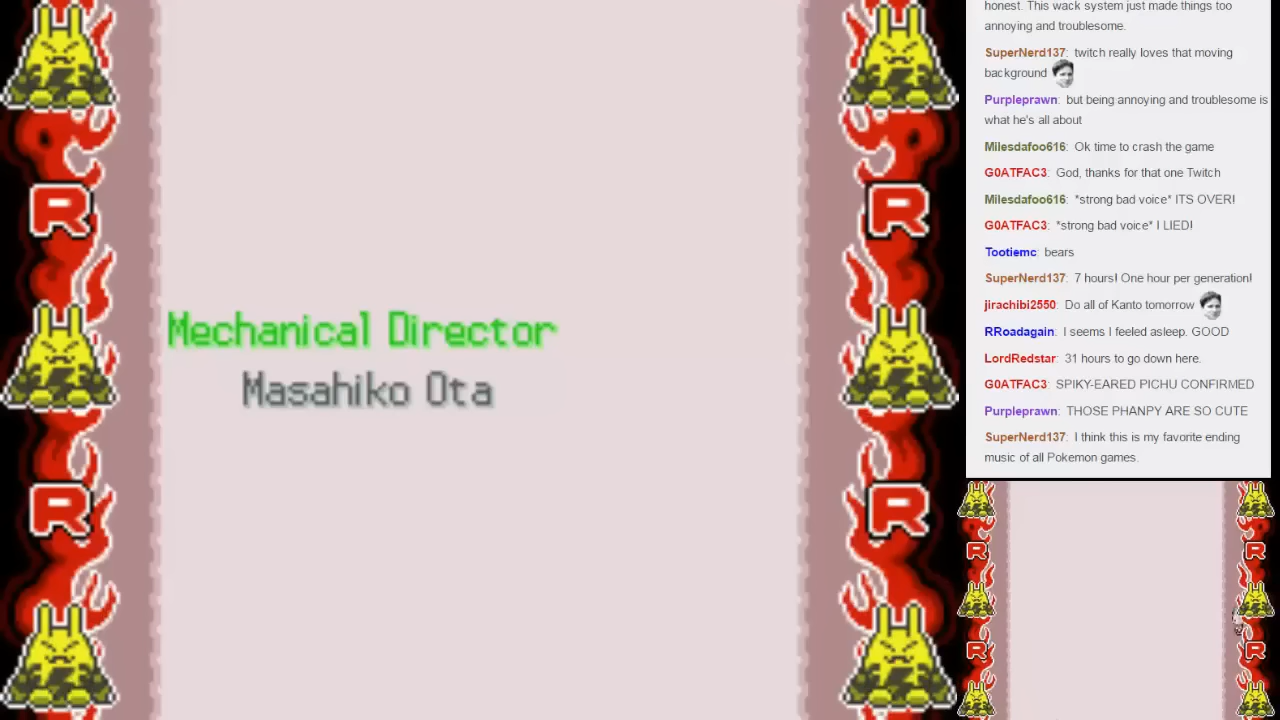 R
R
R
R
Mechanical Director
Masahiko Ota
honest. This wack system just made things too
annoying and troublesome.
SuperNerd137: twitch really loves that moving
background
Purpleprawn: but being annoying and troublesome is
what he's all about
Milesdafoo616: Ok time to crash the game
G0ATFAC3: God, thanks for that one Twitch
Milesdafoo616: *strong bad voice* ITS OVER!
G0ATFAC3: *strong bad voice* I LIED!
Tootiemc: bears
SuperNerd137: 7 hours! One hour per generation!
jirachibi2550: Do all of Kanto tomorrow
RRoadagain: I seems I feeled asleep. GOOD
LordRedstar: 31 hours to go down here.
G0ATFAC3: SPIKY-EARED PICHU CONFIRMED
Purpleprawn: THOSE PHANPY ARE SO CUTE
SuperNerd137: I think this is my favorite ending
music of all Pokemon games.
R
R
R
R